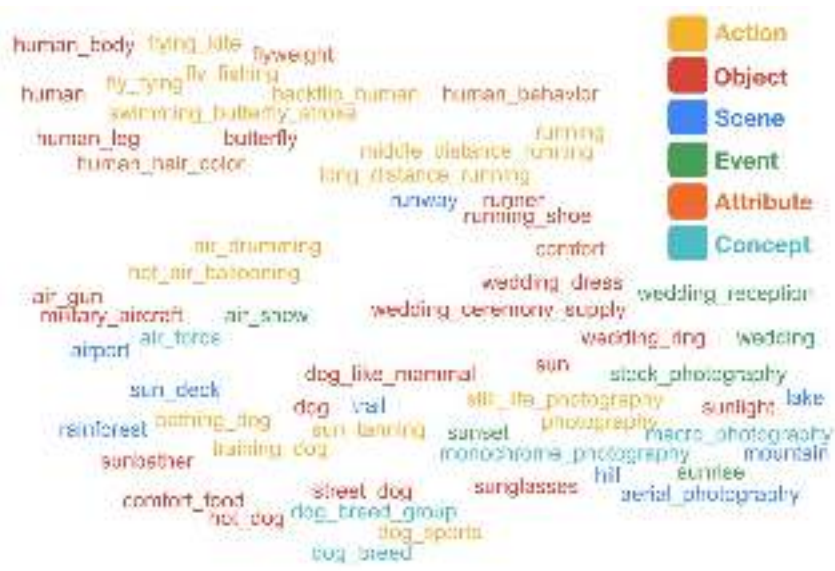 human_body flying_kite
flyweight
fly_tying fly_fishing
human backflip_human human_behavior
swimming_butterfly_stroke
human_leg butterfly running
human_hair_color middle_distance_running
long_distance_running
runway runner
running_shoe
air_drumming comfort
hot_air_ballooning
wedding_dress wedding_reception
air_gun
military_aircraft air_show wedding_ceremony_supply
air_force wedding_ring wedding
airport
dog_like_mammal sun stock_photography
sun_deck
dog trail still_life_photography sunlight lake
rainforest bathing_dog sun_tanning sunset photography macro_photography
training_dog monochrome_photography mountain
sunbather
hill sunrise
comfort_food street_dog sunglasses aerial_photography
hot_dog dog_breed_group
dog_sports
dog_breed
Action
Object
Scene
Event
Attribute
Concept